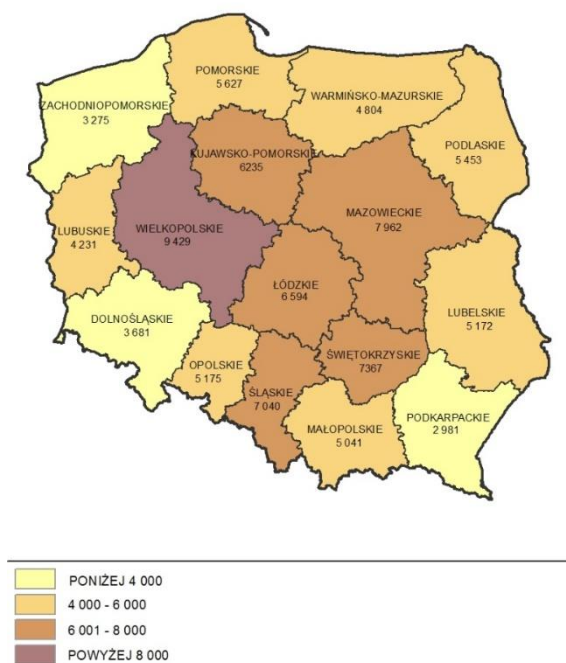 POMORSKIE
5 627
WARMIŃSKO-MAZURSKIE
4 804
ZACHODNIOPOMORSKIE
3 275
PODLASKIE
5 453
KUJAWSKO-POMORSKIE
6235
MAZOWIECKIE
7 962
WIELKOPOLSKIE
9 429
LUBUSKIE
4 231
ŁÓDZKIE
6 594
LUBELSKIE
5 172
DOLNOŚLĄSKIE
3 681
ŚWIĘTOKRZYSKIE
7367
OPOLSKIE
5 175
ŚLĄSKIE
7 040
MAŁOPOLSKIE
5 041
PODKARPACKIE
2 981
PONIŻEJ 4 000
4 000 - 6 000
6 001 - 8 000
POWYŻEJ 8 000